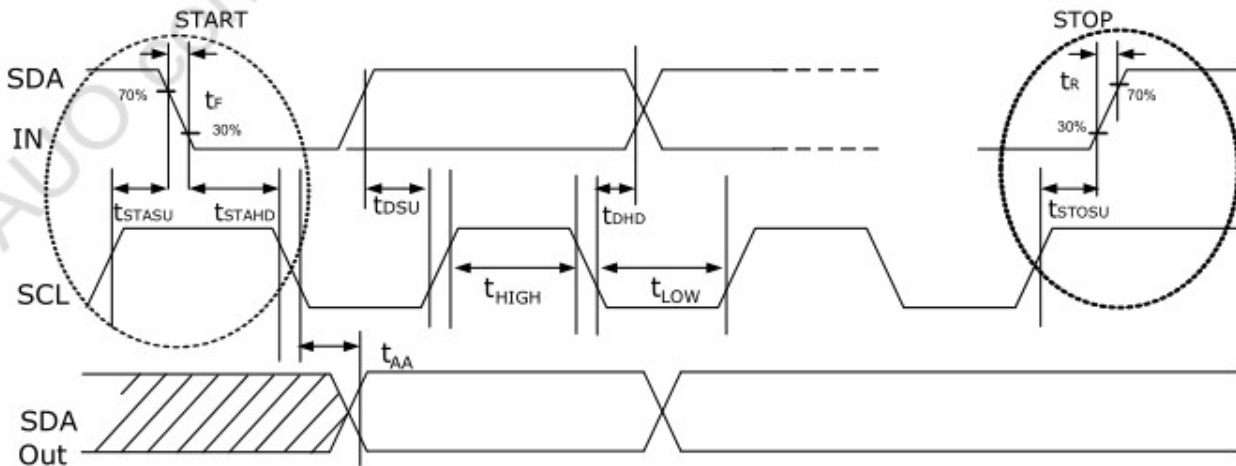 START
STOP
SDA
IN
70%
tF
30%
tR
70%
30%
tSTASU
tSTAHD
tDSU
tDHD
tSTOSU
SCL
tHIGH
tLOW
tAA
SDA
Out